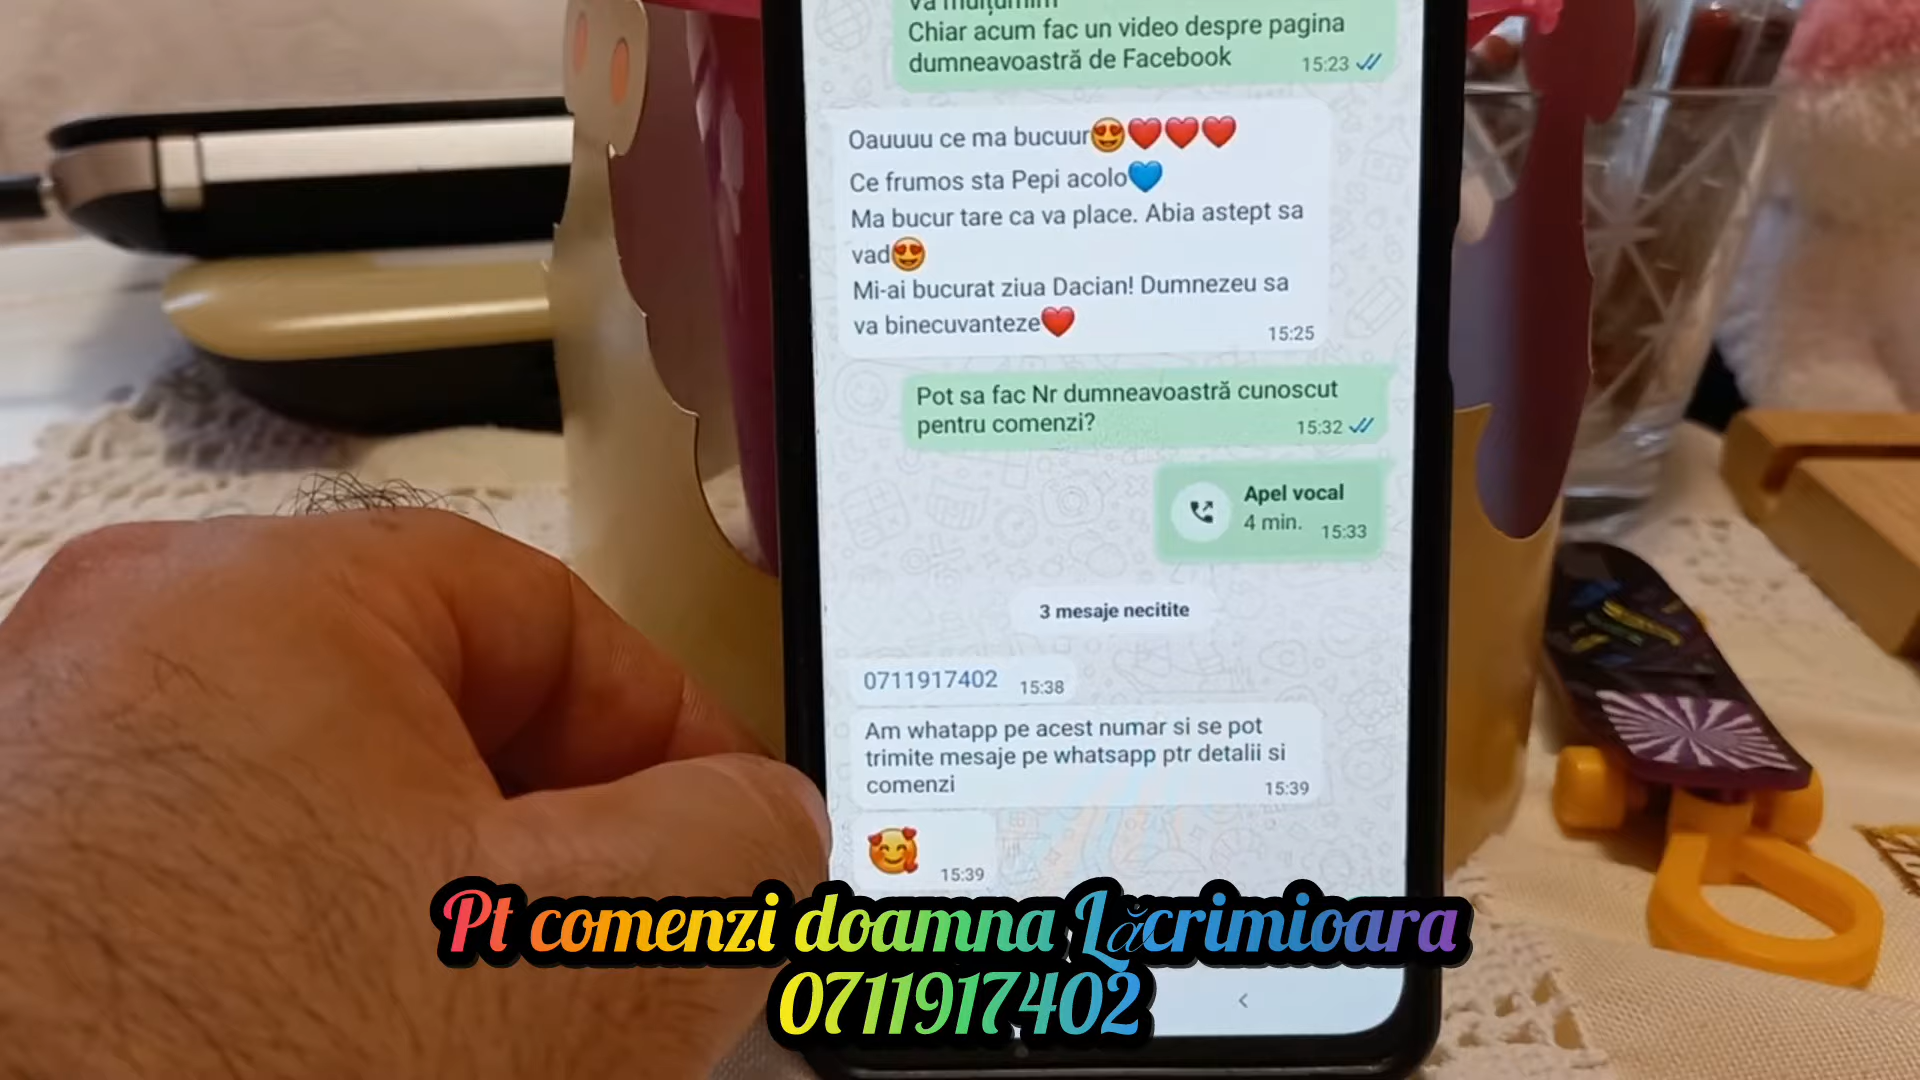 Va mulțumim
Chiar acum fac un video despre pagina
dumneavoastră de Facebook
15:23
Oauuuu ce ma bucuur😍❤️❤️❤️
Ce frumos sta Pepi acolo💙
Ma bucur tare ca va place. Abia astept sa
vad😍
Mi-ai bucurat ziua Dacian! Dumnezeu sa
va binecuvanteze❤️
15:25
Pot sa fac Nr dumneavoastră cunoscut
pentru comenzi?
15:32
Apel vocal
4 min.
15:33
3 mesaje necitite
0711917402
15:38
Am whatapp pe acest numar si se pot
trimite mesaje pe whatsapp ptr detalii si
comenzi
15:39
🥰
15:39
Pt comenzi doamna Lăcrimioara
0711917402